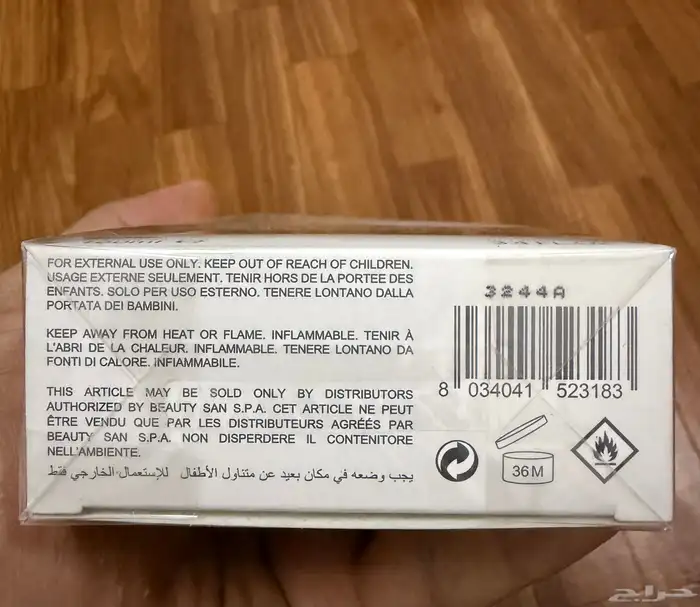 FOR EXTERNAL USE ONLY. KEEP OUT OF REACH OF CHILDREN.
USAGE EXTERNE SEULEMENT. TENIR HORS DE LA PORTEE DES
ENFANTS. SOLO PER USO ESTERNO. TENERE LONTANO DALLA
PORTATA DEI BAMBINI.
KEEP AWAY FROM HEAT OR FLAME. INFLAMMABLE. TENIR À
L'ABRI DE LA CHALEUR. INFLAMMABLE. TENERE LONTANO DA
FONTI DI CALORE. INFIAMMABILE.
THIS ARTICLE MAY BE SOLD ONLY BY DISTRIBUTORS
AUTHORIZED BY BEAUTY SAN S.P.A. CET ARTICLE NE PEUT
ÊTRE VENDU QUE PAR LES DISTRIBUTEURS AGRÉÉS PAR
BEAUTY SAN S.P.A. NON DISPERDERE IL CONTENITORE
NELL'AMBIENTE.
يجب وضعه في مكان بعيد عن متناول الأطفال للإستعمال الخارجي فقط
3244A
8 034041 523183
36 M
حراج